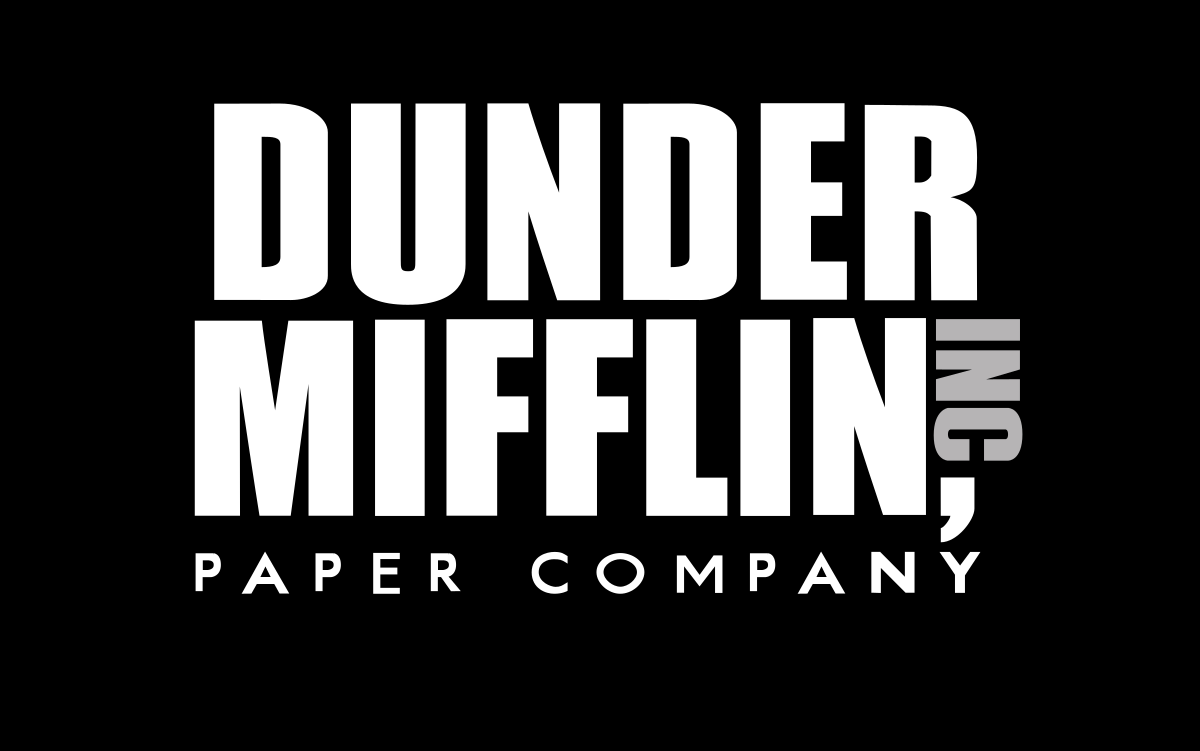 DUNDER
MIFFLIN,
INC
PAPER COMPANY